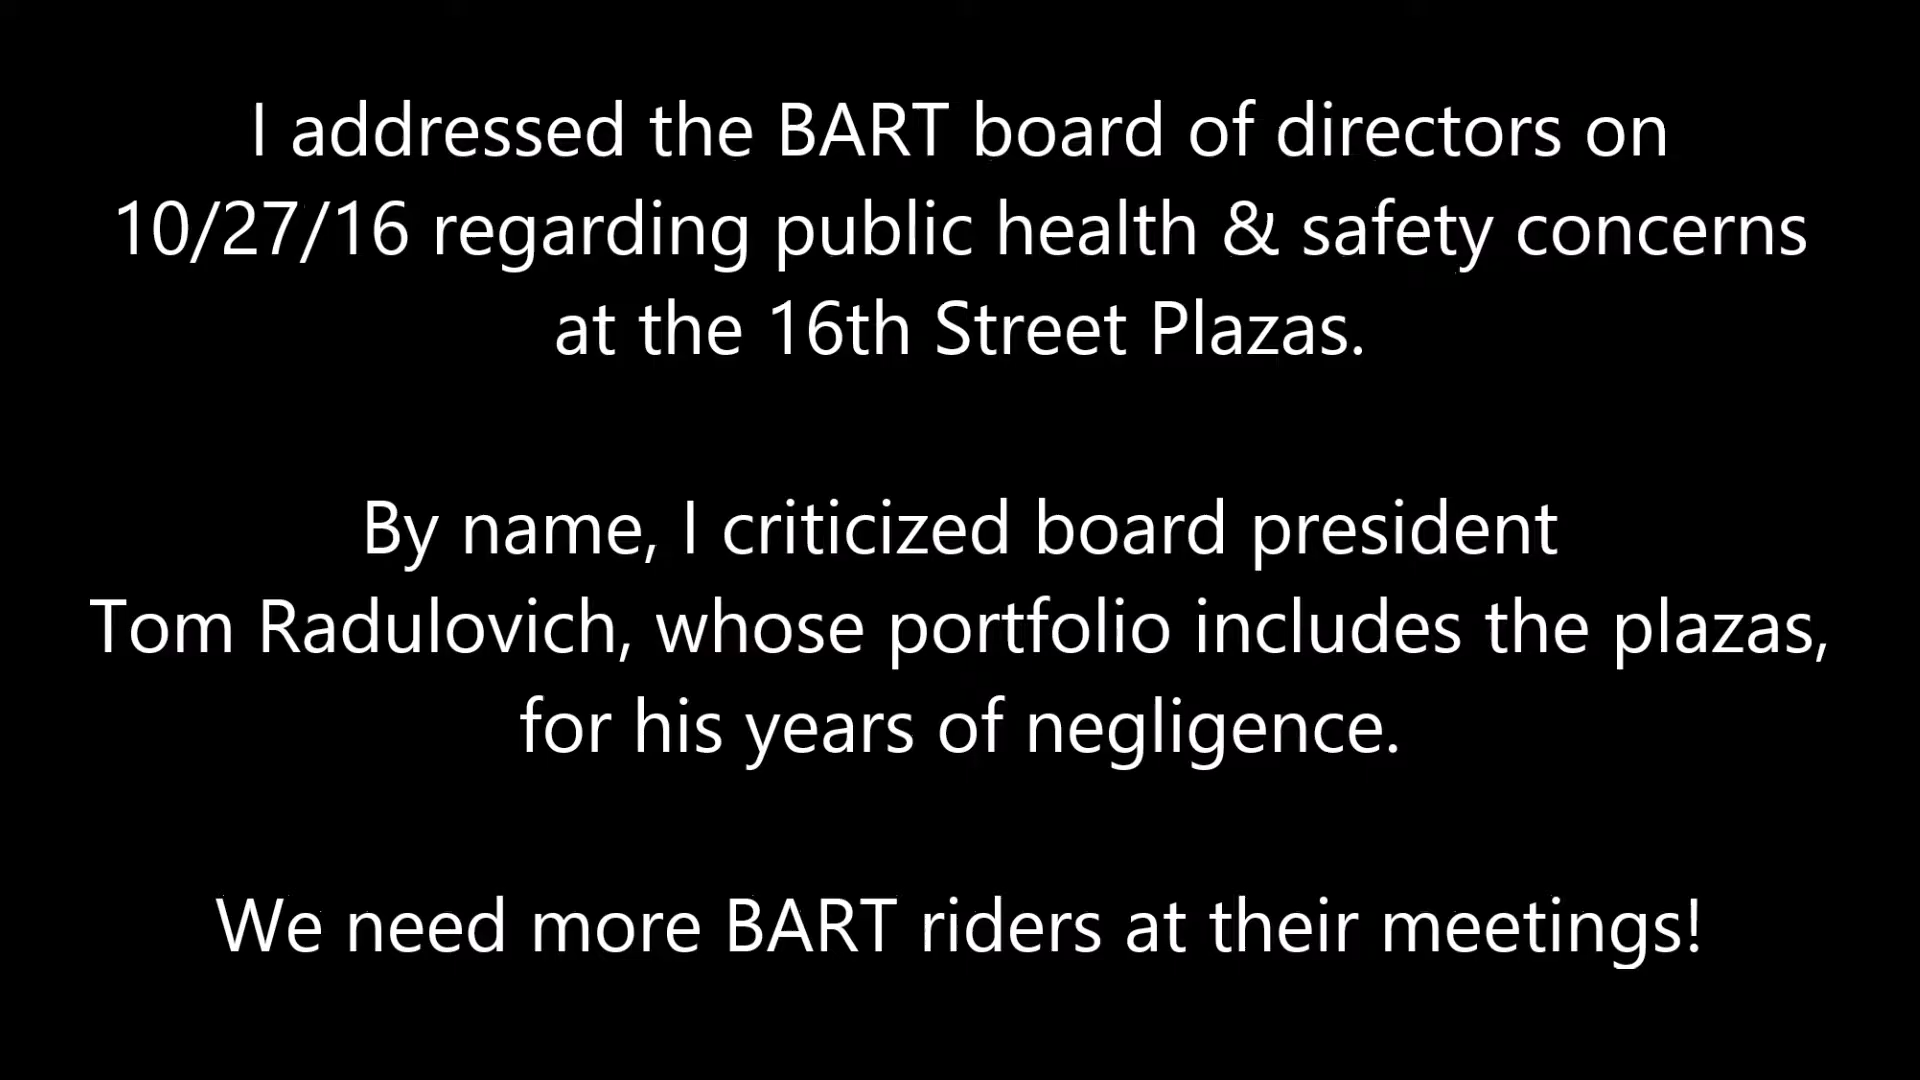 I addressed the BART board of directors on
10/27/16 regarding public health & safety concerns
at the 16th Street Plazas.
By name, I criticized board president
Tom Radulovich, whose portfolio includes the plazas,
for his years of negligence.
We need more BART riders at their meetings!